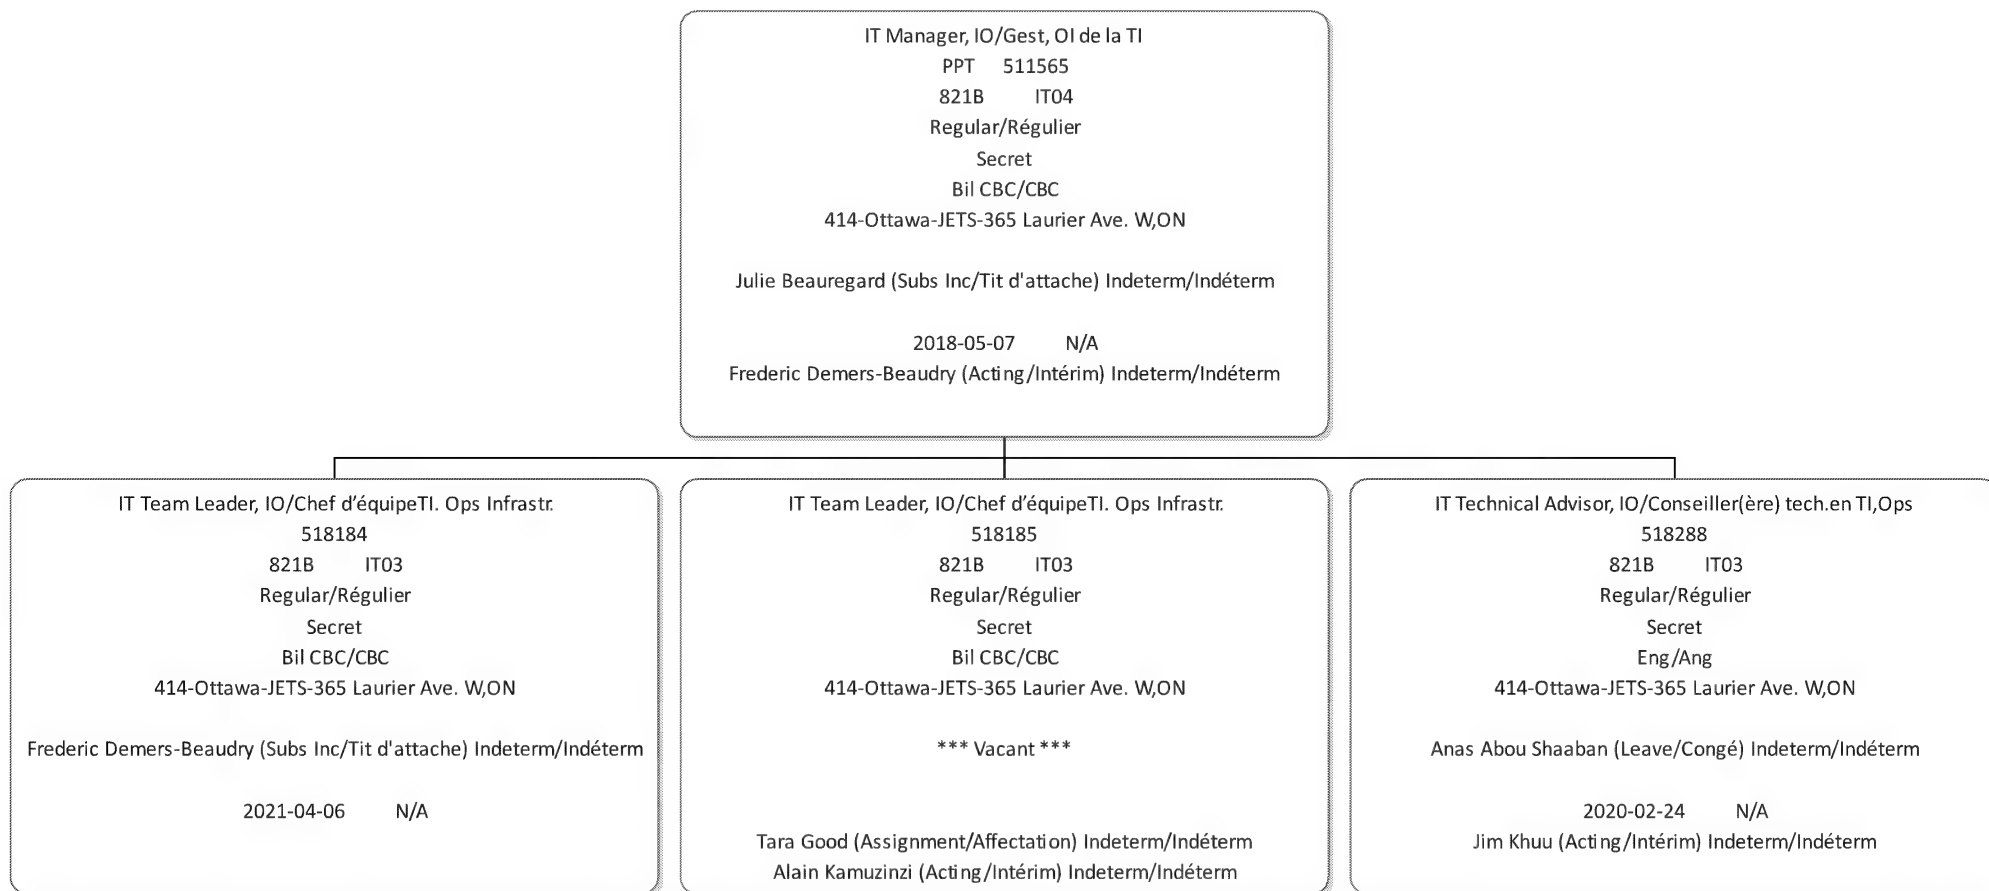 IT Manager, IO/Gest, OI de la TI
PPT 511565
821B IT04
Regular/Régulier
Secret
Bil CBC/CBC
414-Ottawa-JETS-365 Laurier Ave. W,ON
Julie Beauregard (Subs Inc/Tit d'attache) Indeterm/Indéterm
2018-05-07 N/A
Frederic Demers-Beaudry (Acting/Intérim) Indeterm/Indéterm
IT Team Leader, IO/Chef d’équipeTI. Ops Infrastr.
518184
821B IT03
Regular/Régulier
Secret
Bil CBC/CBC
414-Ottawa-JETS-365 Laurier Ave. W,ON
Frederic Demers-Beaudry (Subs Inc/Tit d'attache) Indeterm/Indéterm
2021-04-06 N/A
IT Team Leader, IO/Chef d’équipeTI. Ops Infrastr.
518185
821B IT03
Regular/Régulier
Secret
Bil CBC/CBC
414-Ottawa-JETS-365 Laurier Ave. W,ON
*** Vacant ***
Tara Good (Assignment/Affectation) Indeterm/Indéterm
Alain Kamuzinzi (Acting/Intérim) Indeterm/Indéterm
IT Technical Advisor, IO/Conseiller(ère) tech.en TI,Ops
518288
821B IT03
Regular/Régulier
Secret
Eng/Ang
414-Ottawa-JETS-365 Laurier Ave. W,ON
Anas Abou Shaaban (Leave/Congé) Indeterm/Indéterm
2020-02-24 N/A
Jim Khuu (Acting/Intérim) Indeterm/Indéterm